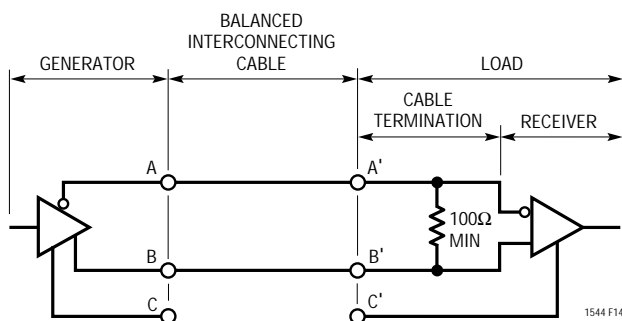 BALANCED
INTERCONNECTING
CABLE
GENERATOR
LOAD
CABLE
TERMINATION
RECEIVER
A
A'
100Ω
MIN
B
B'
C
C'
1544 F14